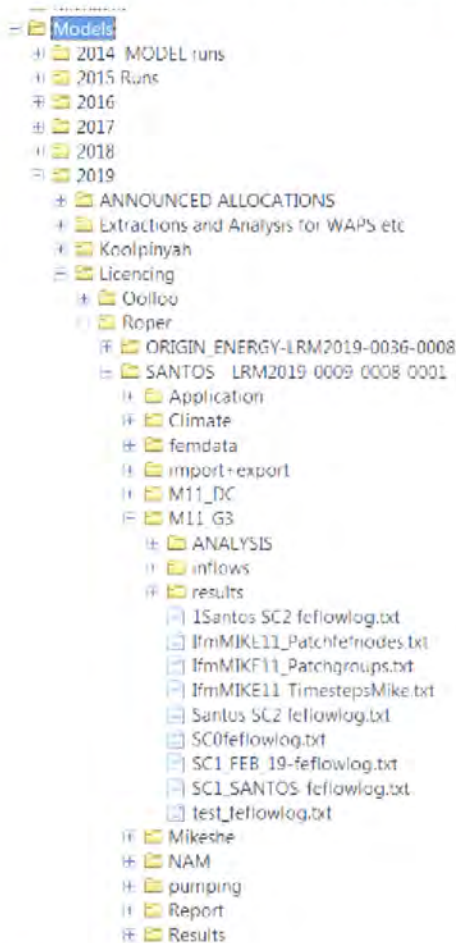 Models
2014 MODEL runs
2015 Runs
2016
2017
2018
2019
ANNOUNCED ALLOCATIONS
Extractions and Analysis for WAPS etc
Koolpinyah
Licencing
Oolloo
Roper
ORIGIN_ENERGY-LRM2019-0036-0008
SANTOS LRM2019-0009-0008-0001
Application
Climate
femdata
import+export
M11_DC
M11_G3
ANALYSIS
inflows
results
1Santos SC2 feflowlog.txt
IfmMIKE11_Patchfefnodes.txt
IfmMIKE11_Patchgroups.txt
IfmMIKE11_TimestepsMike.txt
Santos SC2 feflowlog.txt
SC0feflowlog.txt
SC1_FEB_19-feflowlog.txt
SC1_SANTOS-feflowlog.txt
test_feflowlog.txt
Mikeshe
NAM
pumping
Report
Results